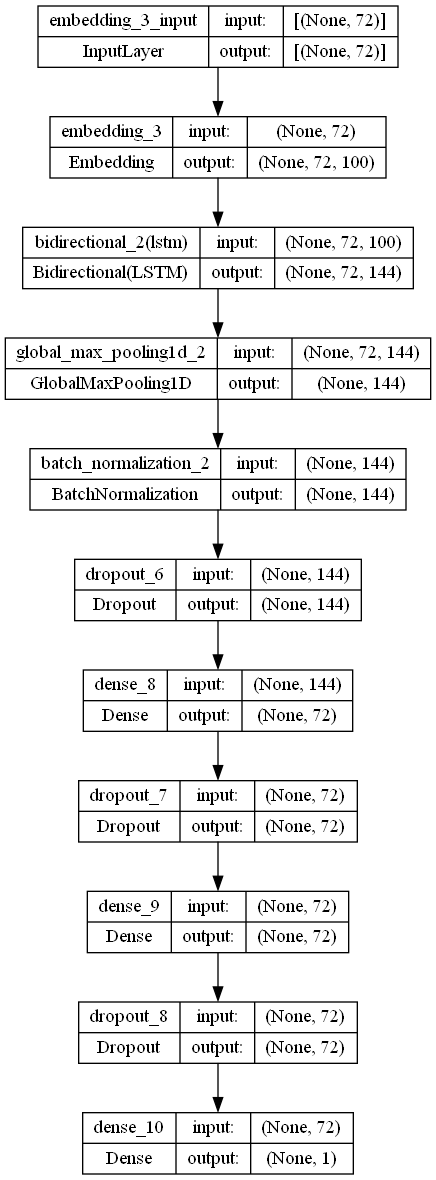 embedding_3_input input: [(None, 72)]
InputLayer output: [(None, 72)]
embedding_3 input: (None, 72)
Embedding output: (None, 72, 100)
bidirectional_2(lstm) input: (None, 72, 100)
Bidirectional(LSTM) output: (None, 72, 144)
global_max_pooling1d_2 input: (None, 72, 144)
GlobalMaxPooling1D output: (None, 144)
batch_normalization_2 input: (None, 144)
BatchNormalization output: (None, 144)
dropout_6 input: (None, 144)
Dropout output: (None, 144)
dense_8 input: (None, 144)
Dense output: (None, 72)
dropout_7 input: (None, 72)
Dropout output: (None, 72)
dense_9 input: (None, 72)
Dense output: (None, 72)
dropout_8 input: (None, 72)
Dropout output: (None, 72)
dense_10 input: (None, 72)
Dense output: (None, 1)